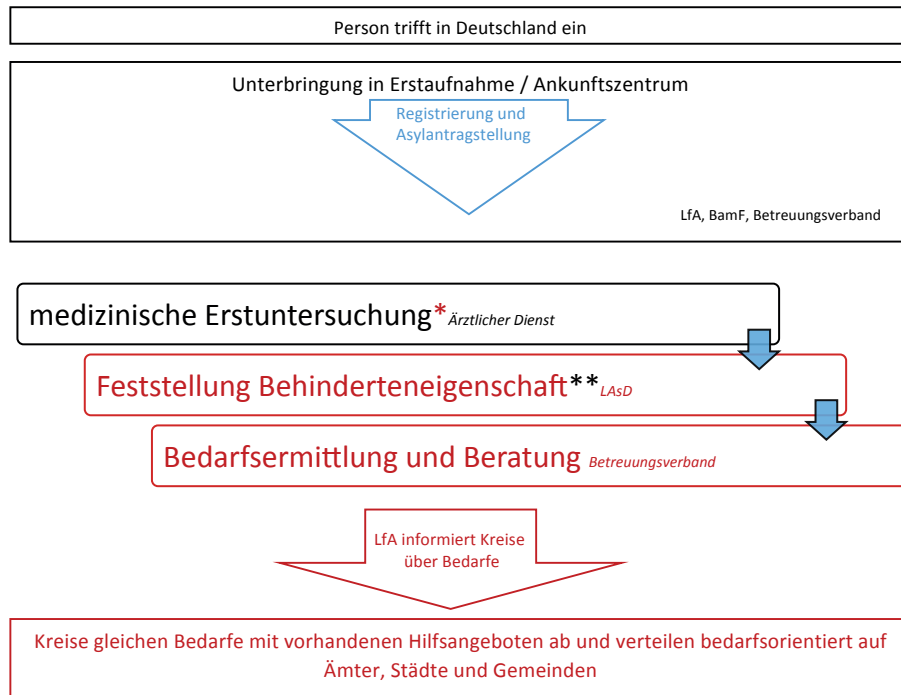 Person trifft in Deutschland ein
Unterbringung in Erstaufnahme / Ankunftszentrum
Registrierung und
Asylantragstellung
LfA, BamF, Betreuungsverband
medizinische Erstuntersuchung* Ärztlicher Dienst
Feststellung Behinderteneigenschaft** LAsD
Bedarfsermittlung und Beratung Betreuungsverband
LfA informiert Kreise
über Bedarfe
Kreise gleichen Bedarfe mit vorhandenen Hilfsangeboten ab und verteilen bedarfsorientiert auf
Ämter, Städte und Gemeinden